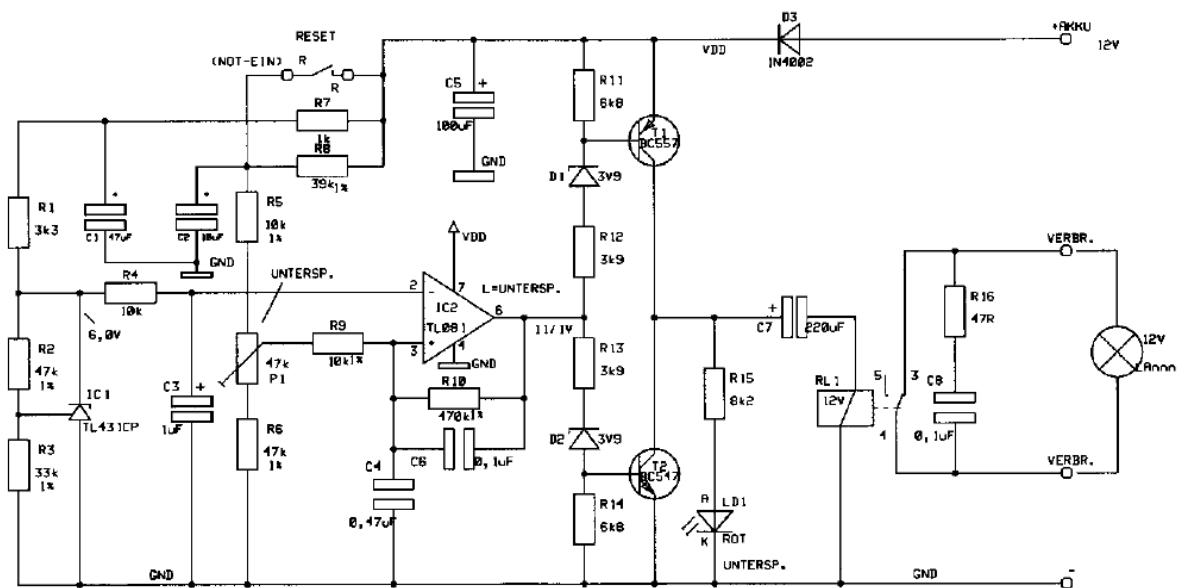 RESET
(NOT-EIN)
R
R
R7
1k
R8
39k 1%
C5
+
100uF
GND
VDD
D3
1N4002
+AKKU
12V
R11
6k8
T1
BC557
D1
3V9
R12
3k9
R1
3k3
+
C1
47uF
+
C2
10uF
GND
R5
10k
1%
UNTERSP.
VDD
R4
10k
6,0V
2
-
7
IC2
TL081
6
3
+
4
GND
L=UNTERSP.
11/1V
R2
47k
1%
IC1
TL431CP
R3
33k
1%
C3
+
1uF
47k
P1
R9
10k1%
R10
470k1%
C6
0,1uF
R6
47k
1%
C4
0,47uF
R13
3k9
D2
3V9
T2
BC547
R14
6k8
+
C7
220uF
R15
8k2
RL1
12V
5
3
4
A
LD1
K
ROT
UNTERSP.
VERBR.
R16
47R
C8
0,1uF
12V
VERBR.
GND
GND
-